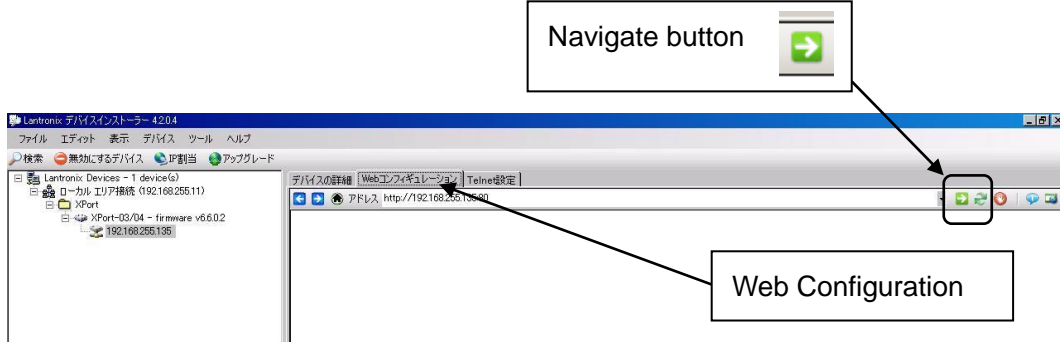 Navigate button
Lantronix デバイスインストーラー 4.2.0.4
ファイル エディット 表示 デバイス ツール ヘルプ
検索 無効にするデバイス IP割当 アップグレード
Lantronix Devices - 1 device(s)
ローカル エリア接続 (192.168.255.11)
XPort
XPort-03/04 - firmware v6.6.0.2
192.168.255.135
デバイスの詳細 Webコンフィギュレーション Telnet設定
アドレス http://192.168.255.135:80
Web Configuration